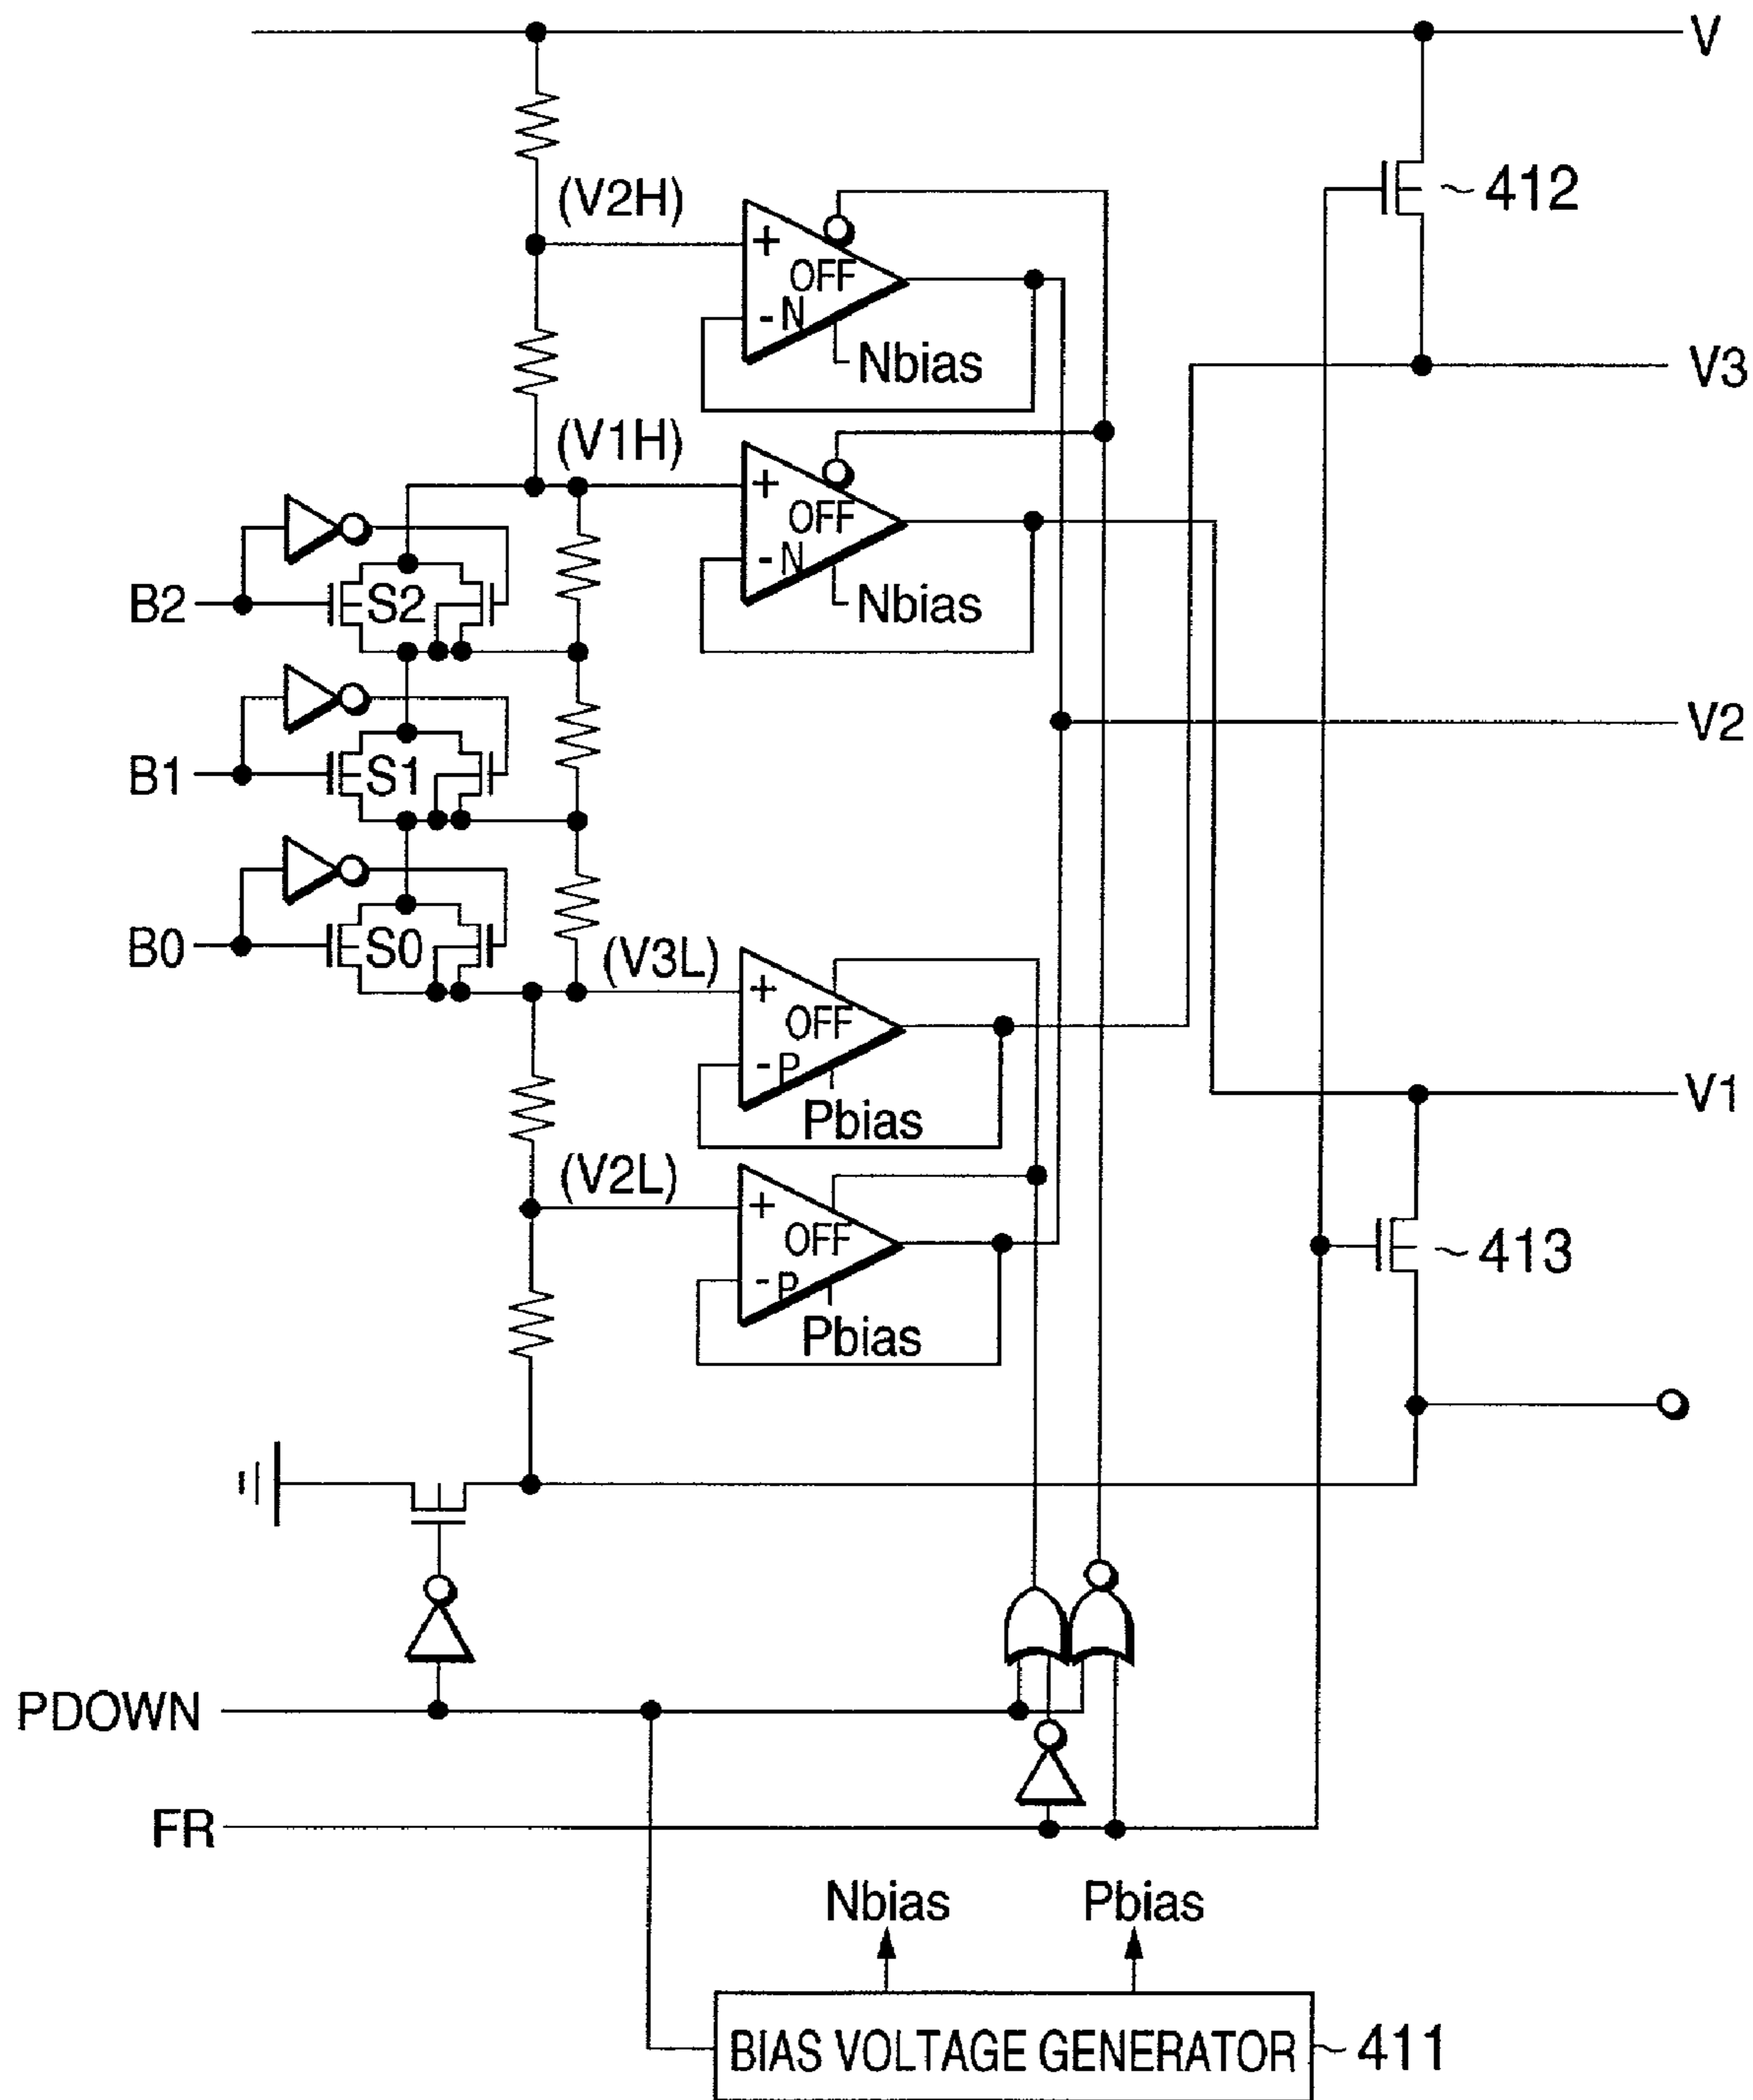 V
(V2H)
+
OFF
-N
Nbias
412
V3
(V1H)
+
OFF
-N
Nbias
B2
S2
V2
B1
S1
B0
S0
(V3L)
+
OFF
-P
Pbias
V1
(V2L)
+
OFF
-P
Pbias
413
PDOWN
FR
Nbias
Pbias
BIAS VOLTAGE GENERATOR
411